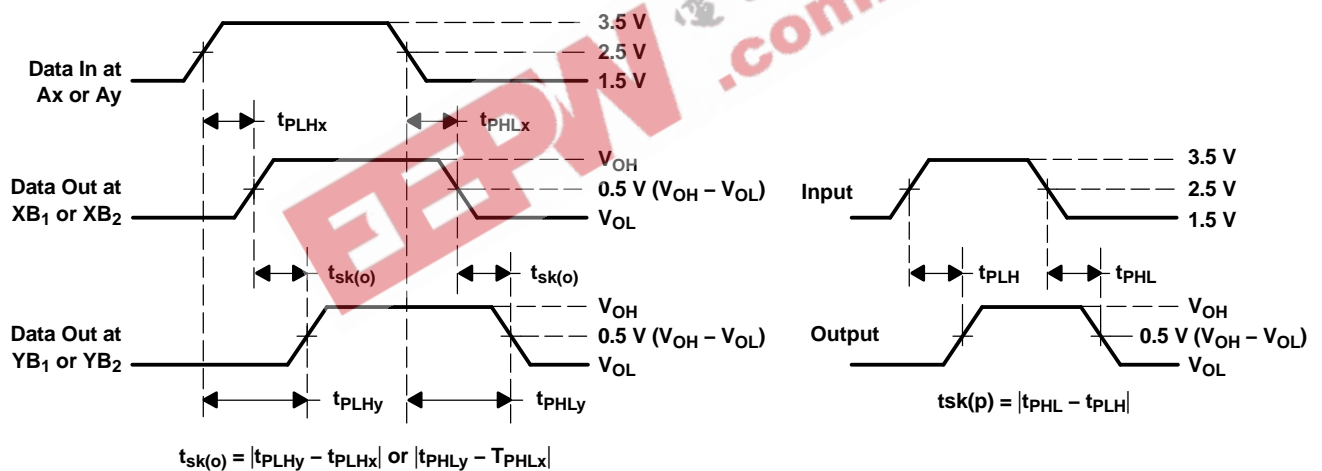 3.5 V
2.5 V
1.5 V
Data In at
Ax or Ay
tPLHx
tPHLx
VOH
0.5 V (VOH – VOL)
VOL
Data Out at
XB1 or XB2
tsk(o)
tsk(o)
VOH
0.5 V (VOH – VOL)
VOL
Data Out at
YB1 or YB2
tPLHy
tPHLy
tsk(o) = |tPLHy – tPLHx| or |tPHLy – TPHLx|
3.5 V
2.5 V
1.5 V
Input
tPLH
tPHL
VOH
0.5 V (VOH – VOL)
VOL
Output
tsk(p) = |tPHL – tPLH|
EEPW
.com